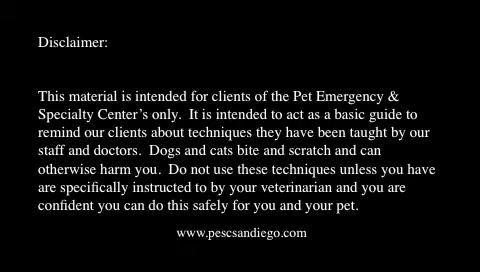 Disclaimer:
This material is intended for clients of the Pet Emergency &
Specialty Center's only.  It is intended to act as a basic guide to
remind our clients about techniques they have been taught by our
staff and doctors.  Dogs and cats bite and scratch and can
otherwise harm you.  Do not use these techniques unless you have
are specifically instructed to by your veterinarian and you are
confident you can do this safely for you and your pet.
www.pescsandiego.com